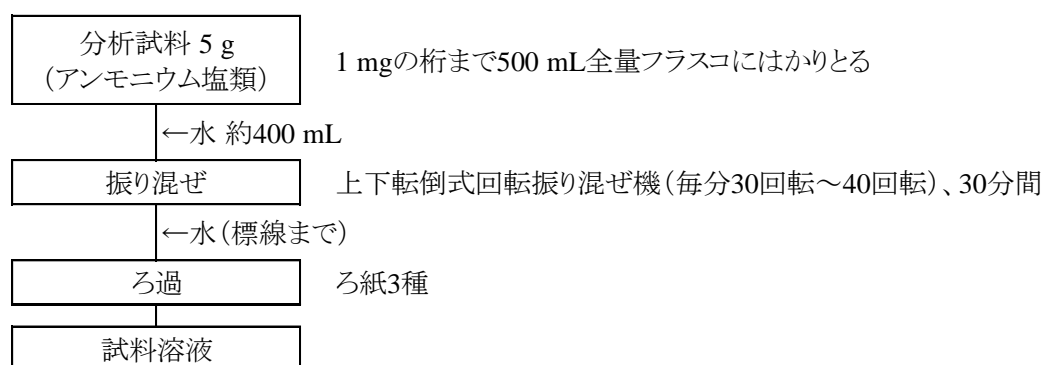 分析試料 5 g
(アンモニウム塩類)
1 mgの桁まで500 mL全量フラスコにはかりとる
←水 約400 mL
振り混ぜ
上下転倒式回転振り混ぜ機(毎分30回転～40回転)、30分間
←水(標線まで)
ろ過
ろ紙3種
試料溶液